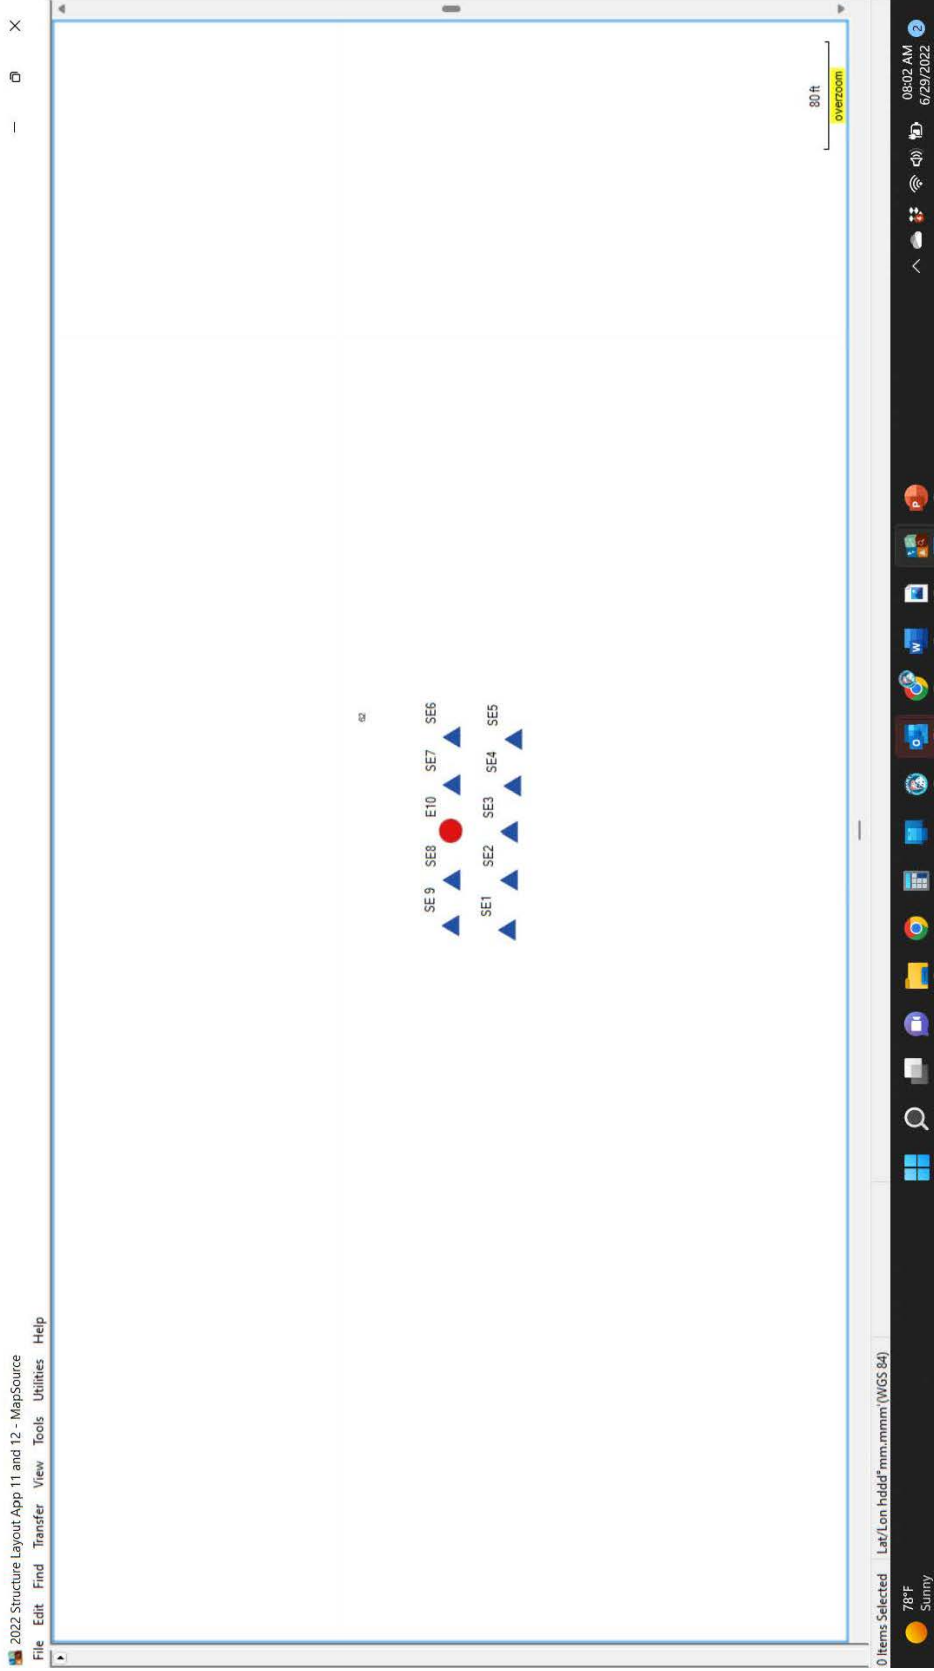 2022 Structure Layout App 11 and 12 - MapSource
File Edit Find Transfer View Tools Utilities Help
62
SE 9 SE8 E10 SE7 SE6
SE1 SE2 SE3 SE4 SE5
80 ft
overzoom
0 Items Selected Lat/Lon hddd°mm.mmm'(WGS 84)
78°F
Sunny
08:02 AM
6/29/2022
2